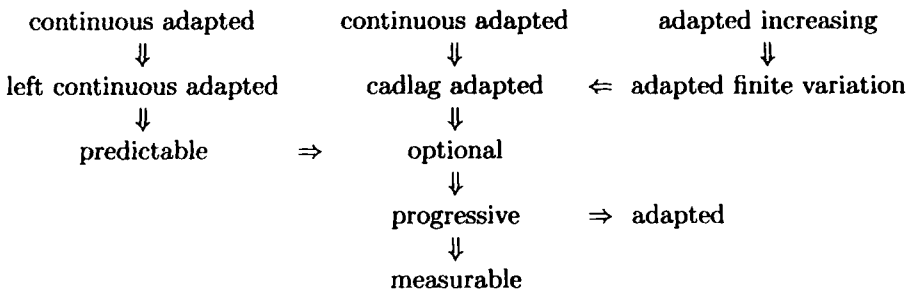 continuous adapted continuous adapted adapted increasing
⇓ ⇓ ⇓
left continuous adapted cadlag adapted ⇐ adapted finite variation
⇓ ⇓
predictable ⇒ optional
⇓
progressive ⇒ adapted
⇓
measurable